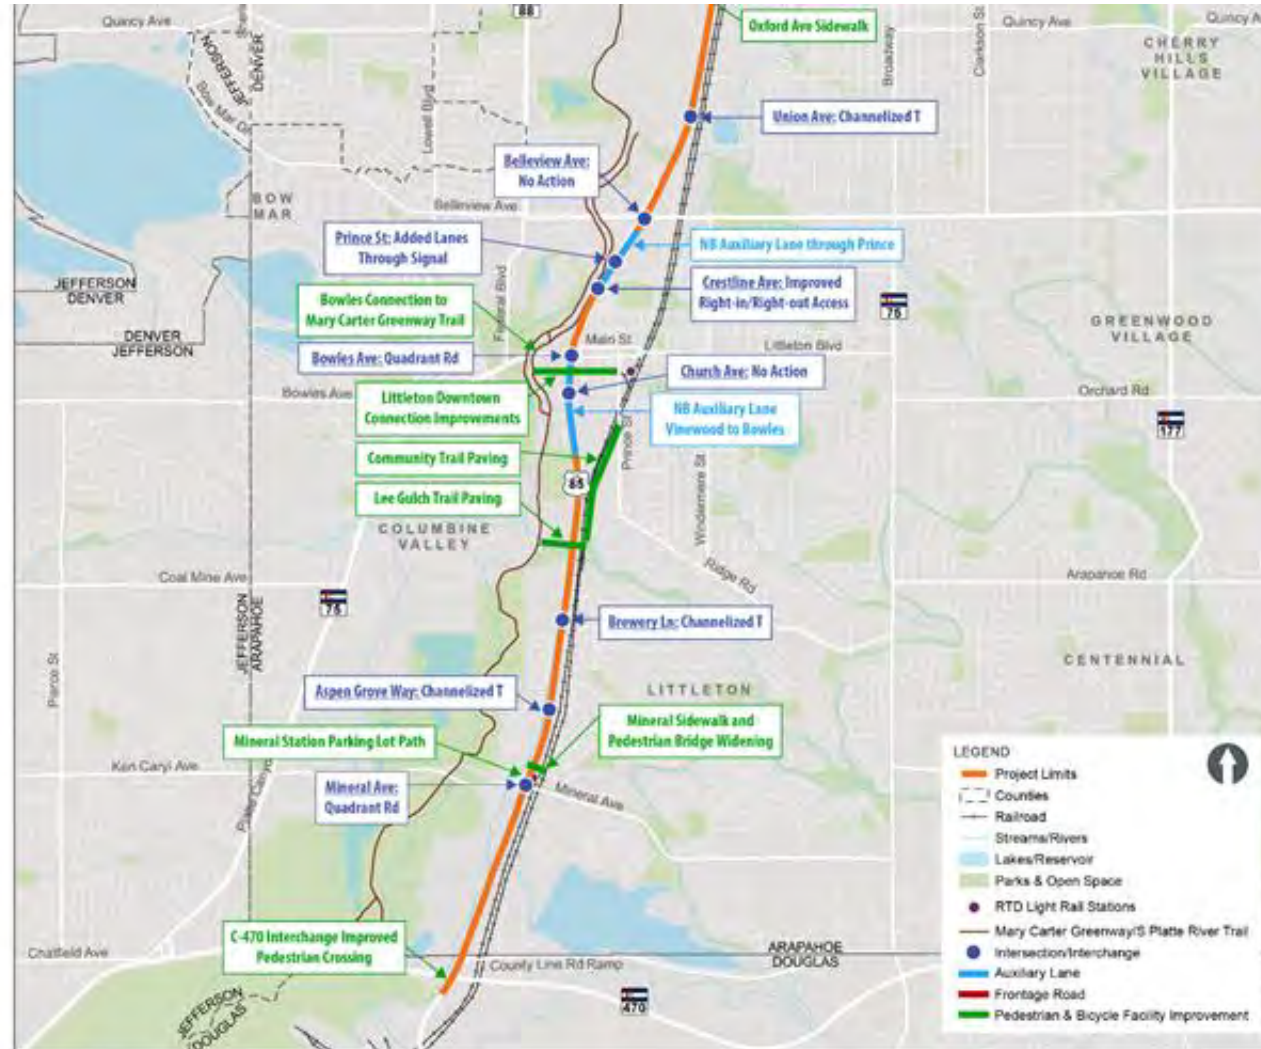 Quincy Ave
88
Oxford Ave Sidewalk
Quincy Ave
JEFFERSON
DENVER
JEFFERSON
Bow Mar Dr
Lowell Blvd
Broadway
Clarkson St
CHERRY
HILLS
VILLAGE
Union Ave: Channelized T
Belleview Ave:
No Action
BOW
MAR
Belleview Ave
Prince St: Added Lanes
Through Signal
NB Auxiliary Lane through Prince
Crestline Ave: Improved
Right-in/Right-out Access
JEFFERSON
DENVER
Bowles Connection to
Mary Carter Greenway Trail
Federal Blvd
75
GREENWOOD
VILLAGE
DENVER
JEFFERSON
Main St
Littleton Blvd
Bowles Ave: Quadrant Rd
Church Ave: No Action
Bowles Ave
Orchard Rd
Littleton Downtown
Connection Improvements
NB Auxiliary Lane
Vinewood to Bowles
177
Prince St
Community Trail Paving
85
Windermere St
Lee Gulch Trail Paving
COLUMBINE
VALLEY
Coal Mine Ave
Ridge Rd
Arapahoe Rd
75
JEFFERSON
ARAPAHOE
Brewery Ln: Channelized T
Pierce St
CENTENNIAL
Aspen Grove Way: Channelized T
LITTLETON
Mineral Station Parking Lot Path
Mineral Sidewalk and
Pedestrian Bridge Widening
Ken Caryl Ave
Platte Canyon
Mineral Ave:
Quadrant Rd
Mineral Ave
LEGEND
Project Limits
Counties
Railroad
Streams/Rivers
Lakes/Reservoir
Parks & Open Space
RTD Light Rail Stations
Mary Carter Greenway/S Platte River Trail
Intersection/Interchange
Auxiliary Lane
Frontage Road
Pedestrian & Bicycle Facility Improvement
C-470 Interchange Improved
Pedestrian Crossing
Chatfield Ave
County Line Rd Ramp
ARAPAHOE
DOUGLAS
470
JEFFERSON
DOUGLAS